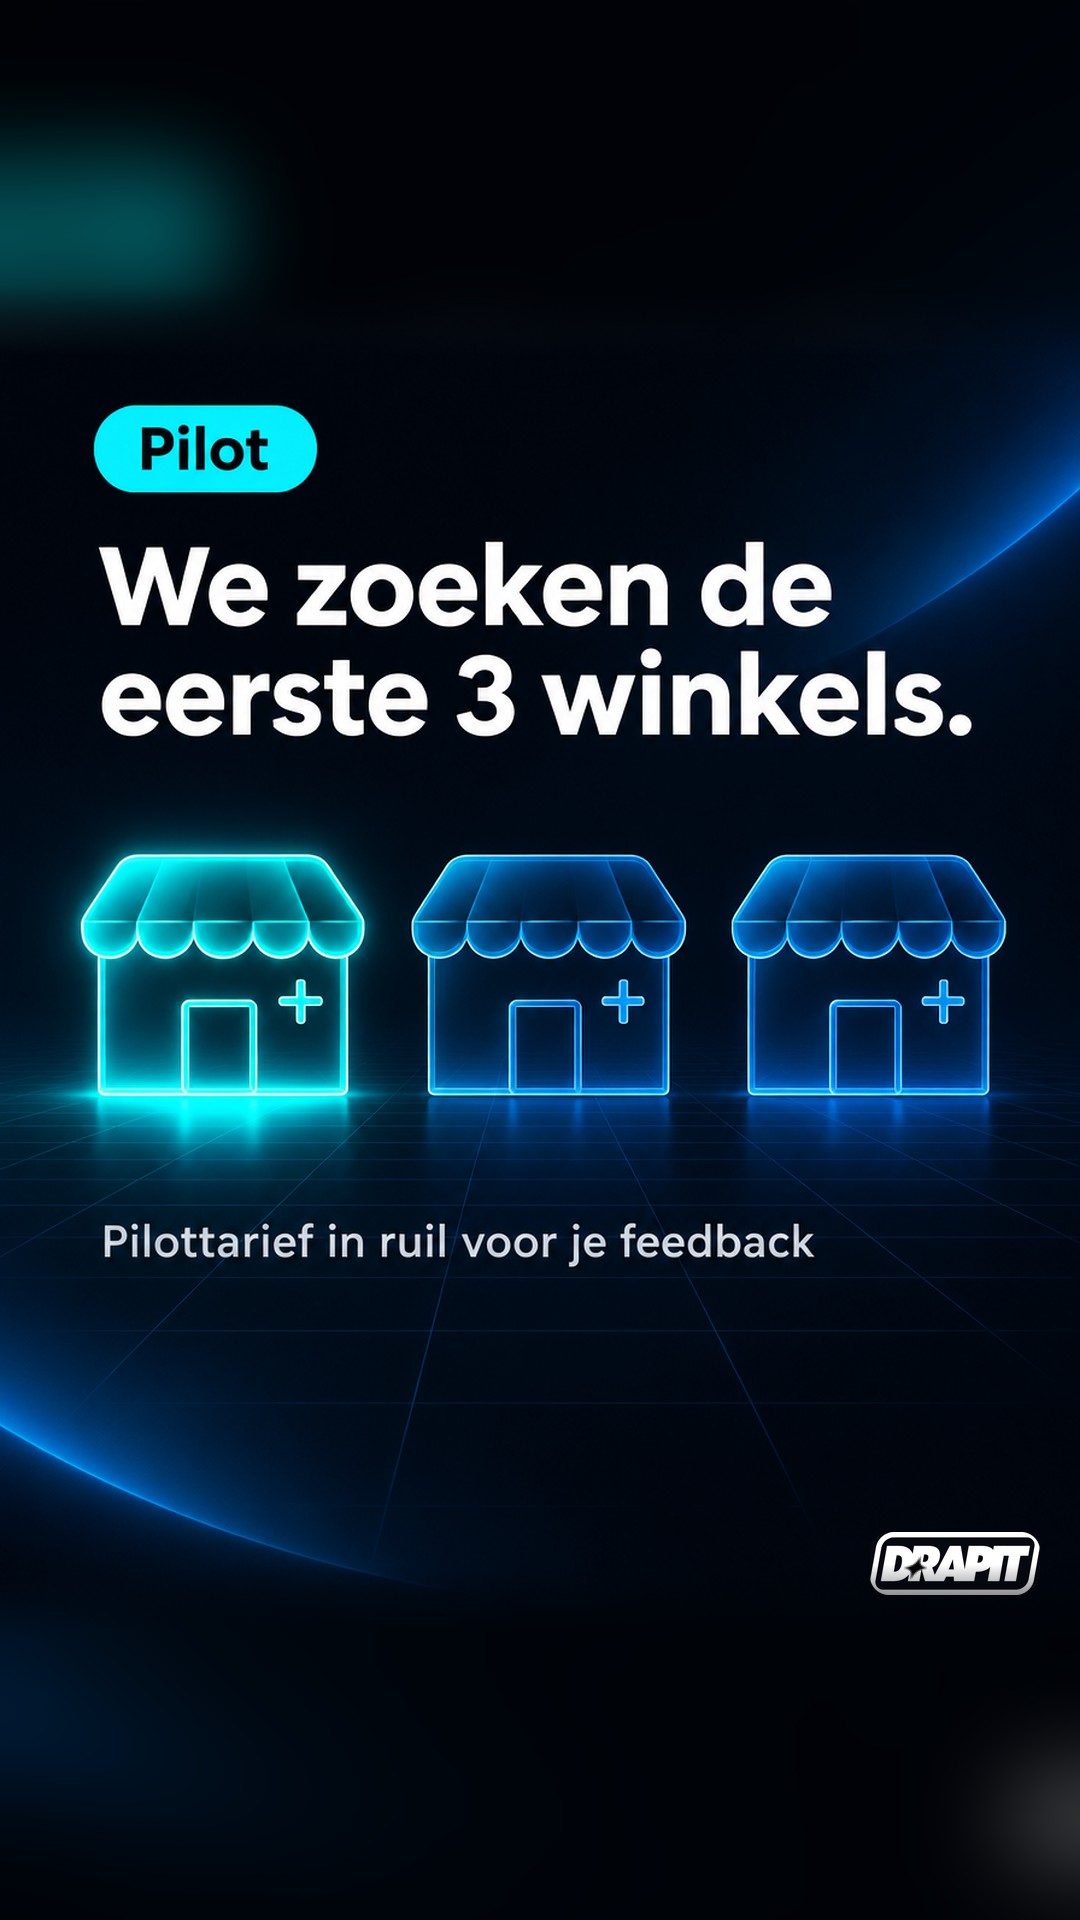 Pilot
We zoeken de
eerste 3 winkels.
Pilottarief in ruil voor je feedback
DRAPIT